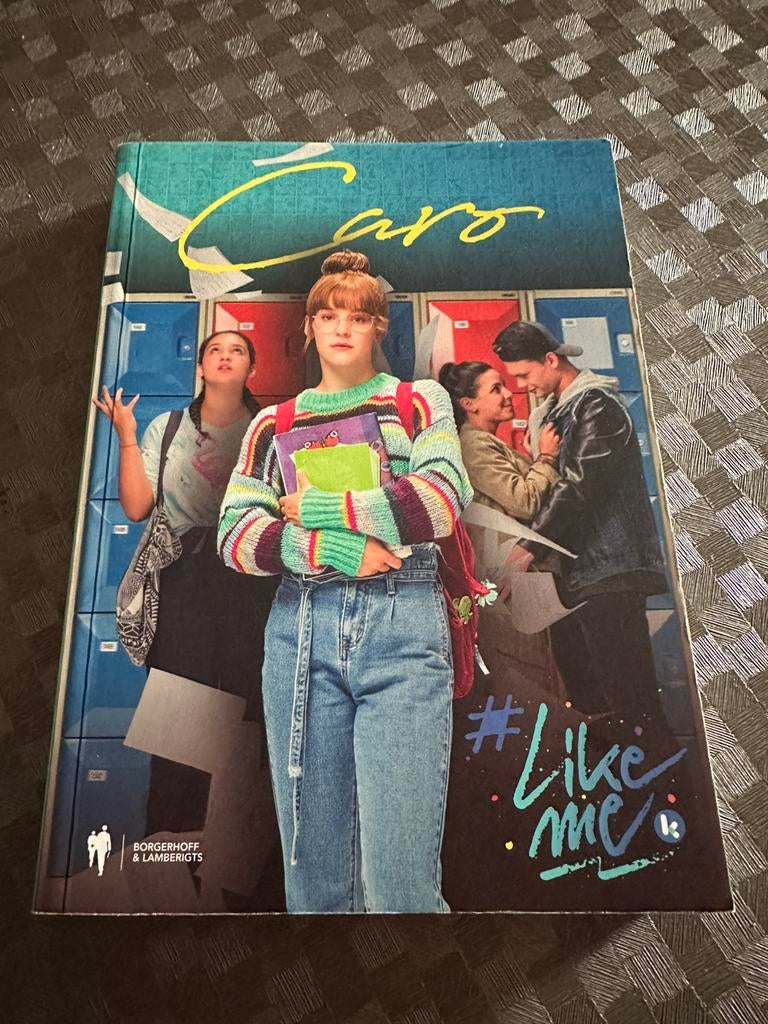 Caro
#Like
me
k
BORGERHOFF
& LAMBERIGTS